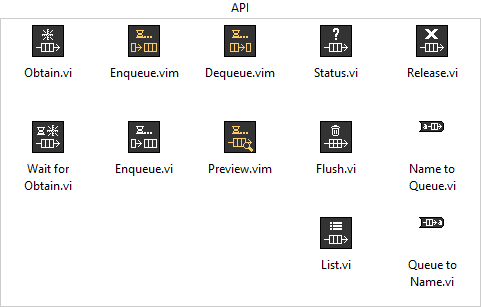 API
Obtain.vi Enqueue.vim Dequeue.vim Status.vi Release.vi
Wait for Enqueue.vi Preview.vim Flush.vi Name to
Obtain.vi Queue.vi
List.vi Queue to
Name.vi